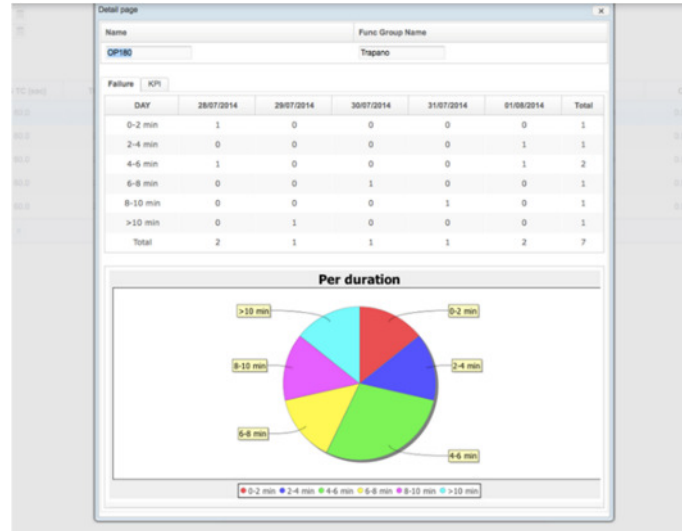 Detail page
Name Func Group Name
OP180 Trapano
Failure KPI
DAY 28/07/2014 29/07/2014 30/07/2014 31/07/2014 01/08/2014 Total
0-2 min 1 0 0 0 0 1
2-4 min 0 0 0 0 1 1
4-6 min 1 0 0 0 1 2
6-8 min 0 0 1 0 0 1
8-10 min 0 0 0 1 0 1
>10 min 0 1 0 0 0 1
Total 2 1 1 1 2 7
Per duration
>10 min 0-2 min
8-10 min 2-4 min
6-8 min
4-6 min
0-2 min 2-4 min 4-6 min 6-8 min 8-10 min >10 min
TC (sec)